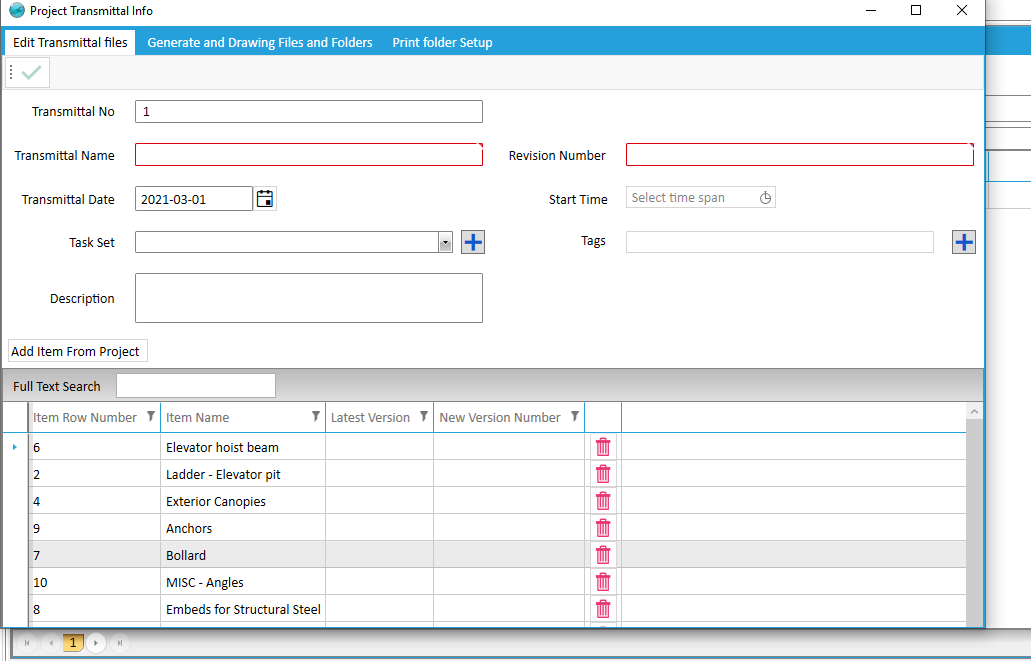 Project Transmittal Info
Edit Transmittal files Generate and Drawing Files and Folders Print folder Setup
Transmittal No 1
Transmittal Name Revision Number
Transmittal Date 2021-03-01 Start Time Select time span
Task Set Tags
Description
Add Item From Project
Full Text Search
Item Row Number Item Name Latest Version New Version Number
6 Elevator hoist beam
2 Ladder - Elevator pit
4 Exterior Canopies
9 Anchors
7 Bollard
10 MISC - Angles
8 Embeds for Structural Steel
1